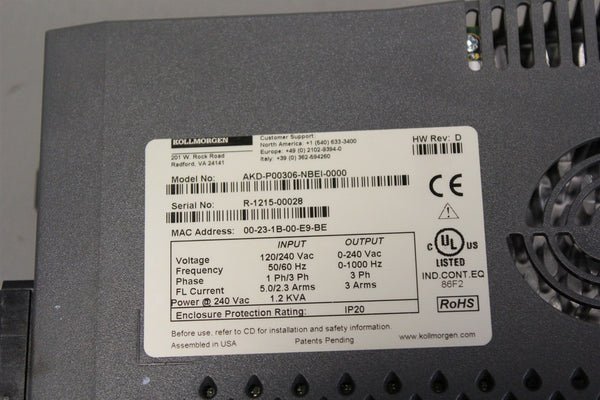 KOLLMORGEN
201 W. Rock Road
Radford, VA 24141
Customer Support:
North America: +1 (540) 633-3400
Europe: +49 (0) 2102-9394-0
Italy: +39 (0) 362-594260
HW Rev: D
Model No: AKD-P00306-NBEI-0000
Serial No: R-1215-00028
MAC Address: 00-23-1B-00-E9-BE
CE
INPUT OUTPUT
Voltage 120/240 Vac 0-240 Vac
Frequency 50/60 Hz 0-1000 Hz
Phase 1 Ph/3 Ph 3 Ph
FL Current 5.0/2.3 Arms 3 Arms
Power @ 240 Vac 1.2 KVA
Enclosure Protection Rating: IP20
c UL US
LISTED
IND.CONT.EQ
86F2
RoHS
Before use, refer to CD for installation and safety information.
Assembled in USA Patents Pending www.kollmorgen.com